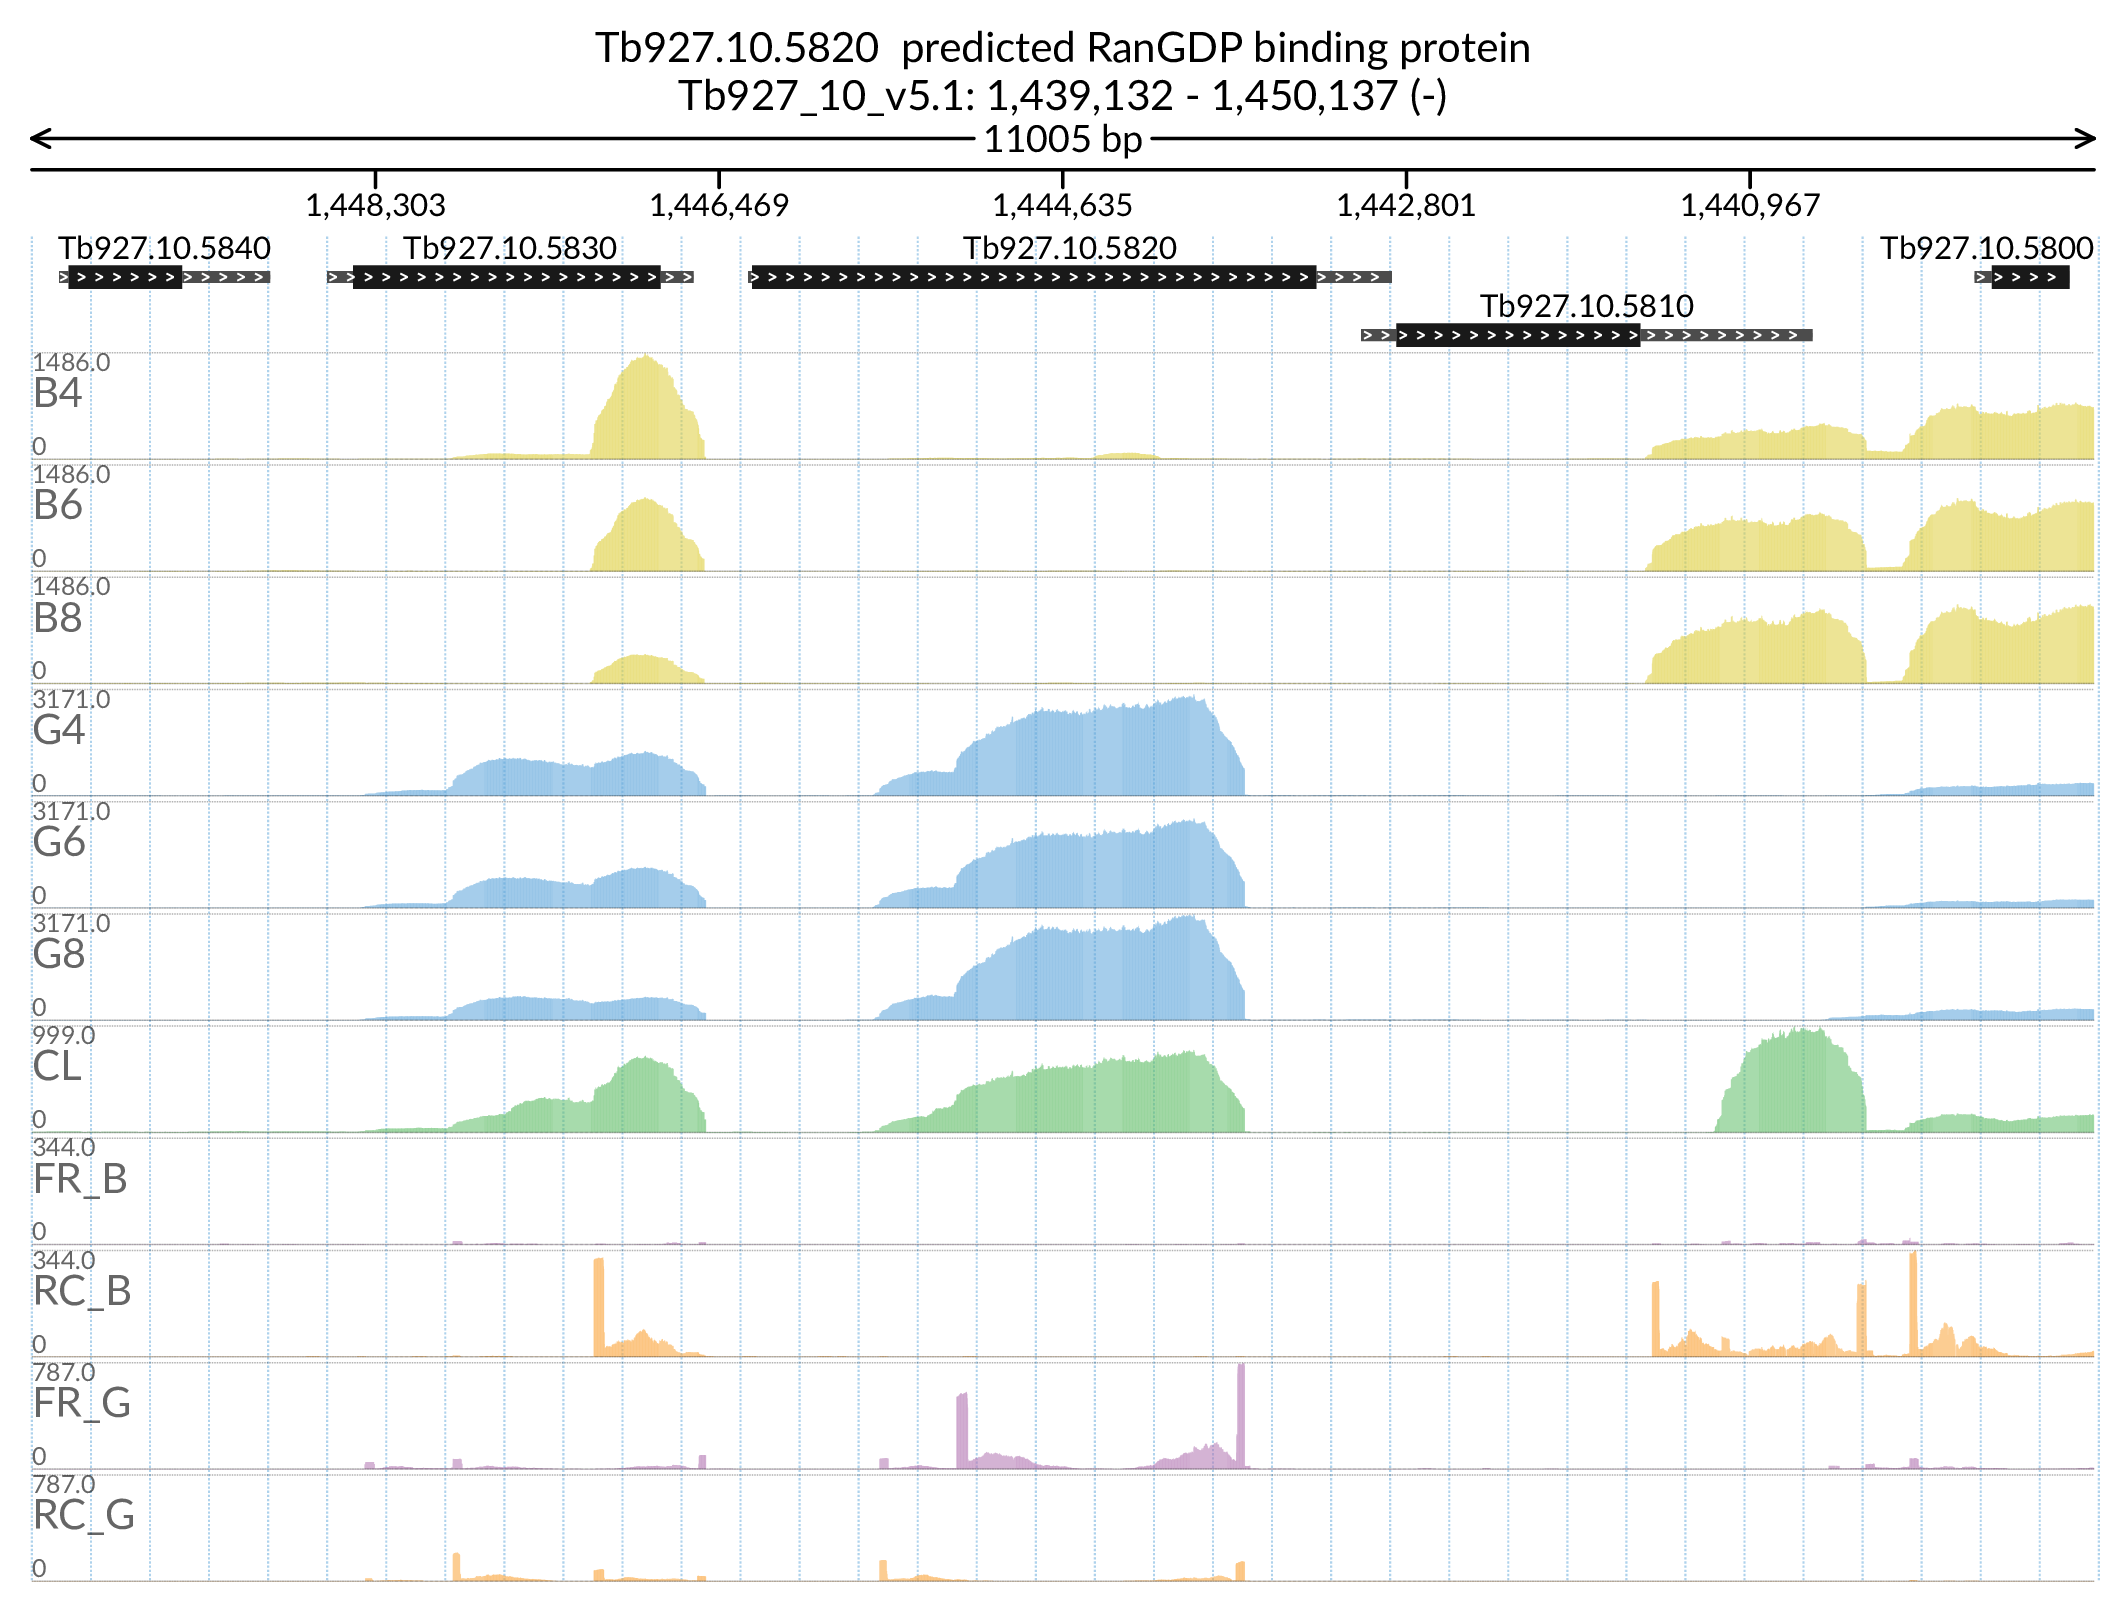 Tb927.10.5820  predicted RanGDP binding protein
Tb927_10_v5.1: 1,439,132 - 1,450,137 (-)
11005 bp
1,448,303 1,446,469 1,444,635 1,442,801 1,440,967
Tb927.10.5840 Tb927.10.5830 Tb927.10.5820 Tb927.10.5800
Tb927.10.5810
1486.0
B4
0
1486.0
B6
0
1486.0
B8
0
3171.0
G4
0
3171.0
G6
0
3171.0
G8
0
999.0
CL
0
344.0
FR_B
0
344.0
RC_B
0
787.0
FR_G
0
787.0
RC_G
0